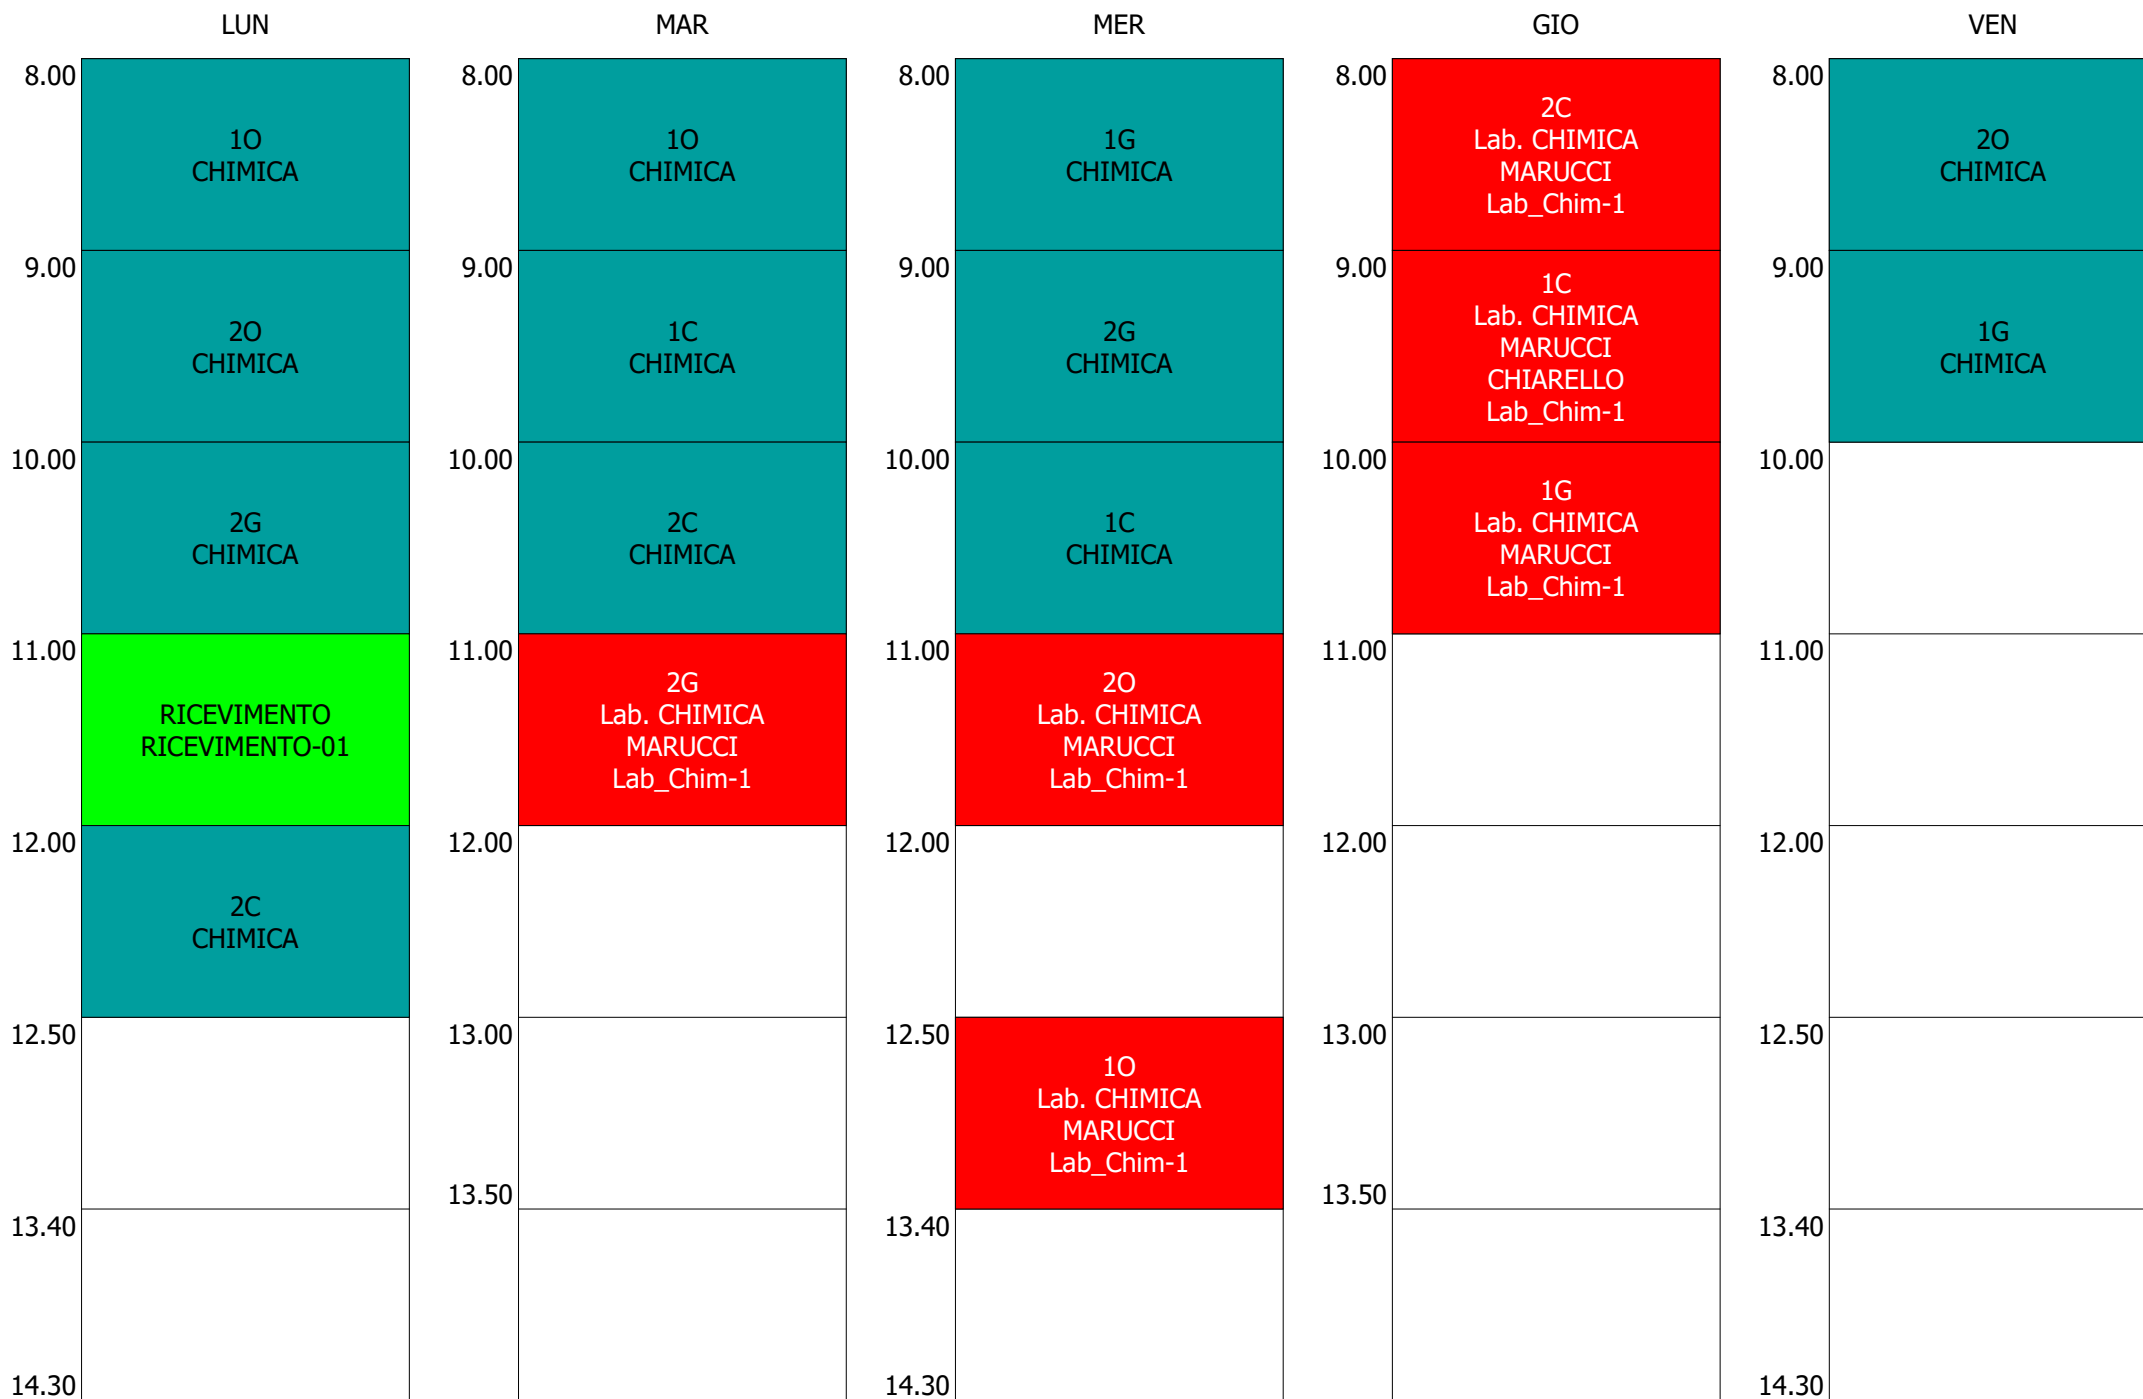 LUN
MAR
MER
GIO
VEN
8.00
1O
CHIMICA
9.00
2O
CHIMICA
10.00
2G
CHIMICA
11.00
RICEVIMENTO
RICEVIMENTO-01
12.00
2C
CHIMICA
12.50
13.40
14.30
8.00
1O
CHIMICA
9.00
1C
CHIMICA
10.00
2C
CHIMICA
11.00
2G
Lab. CHIMICA
MARUCCI
Lab_Chim-1
12.00
13.00
13.50
8.00
1G
CHIMICA
9.00
2G
CHIMICA
10.00
1C
CHIMICA
11.00
2O
Lab. CHIMICA
MARUCCI
Lab_Chim-1
12.00
12.50
1O
Lab. CHIMICA
MARUCCI
Lab_Chim-1
13.40
14.30
8.00
2C
Lab. CHIMICA
MARUCCI
Lab_Chim-1
9.00
1C
Lab. CHIMICA
MARUCCI
CHIARELLO
Lab_Chim-1
10.00
1G
Lab. CHIMICA
MARUCCI
Lab_Chim-1
11.00
12.00
13.00
13.50
8.00
2O
CHIMICA
9.00
1G
CHIMICA
10.00
11.00
12.00
12.50
13.40
14.30